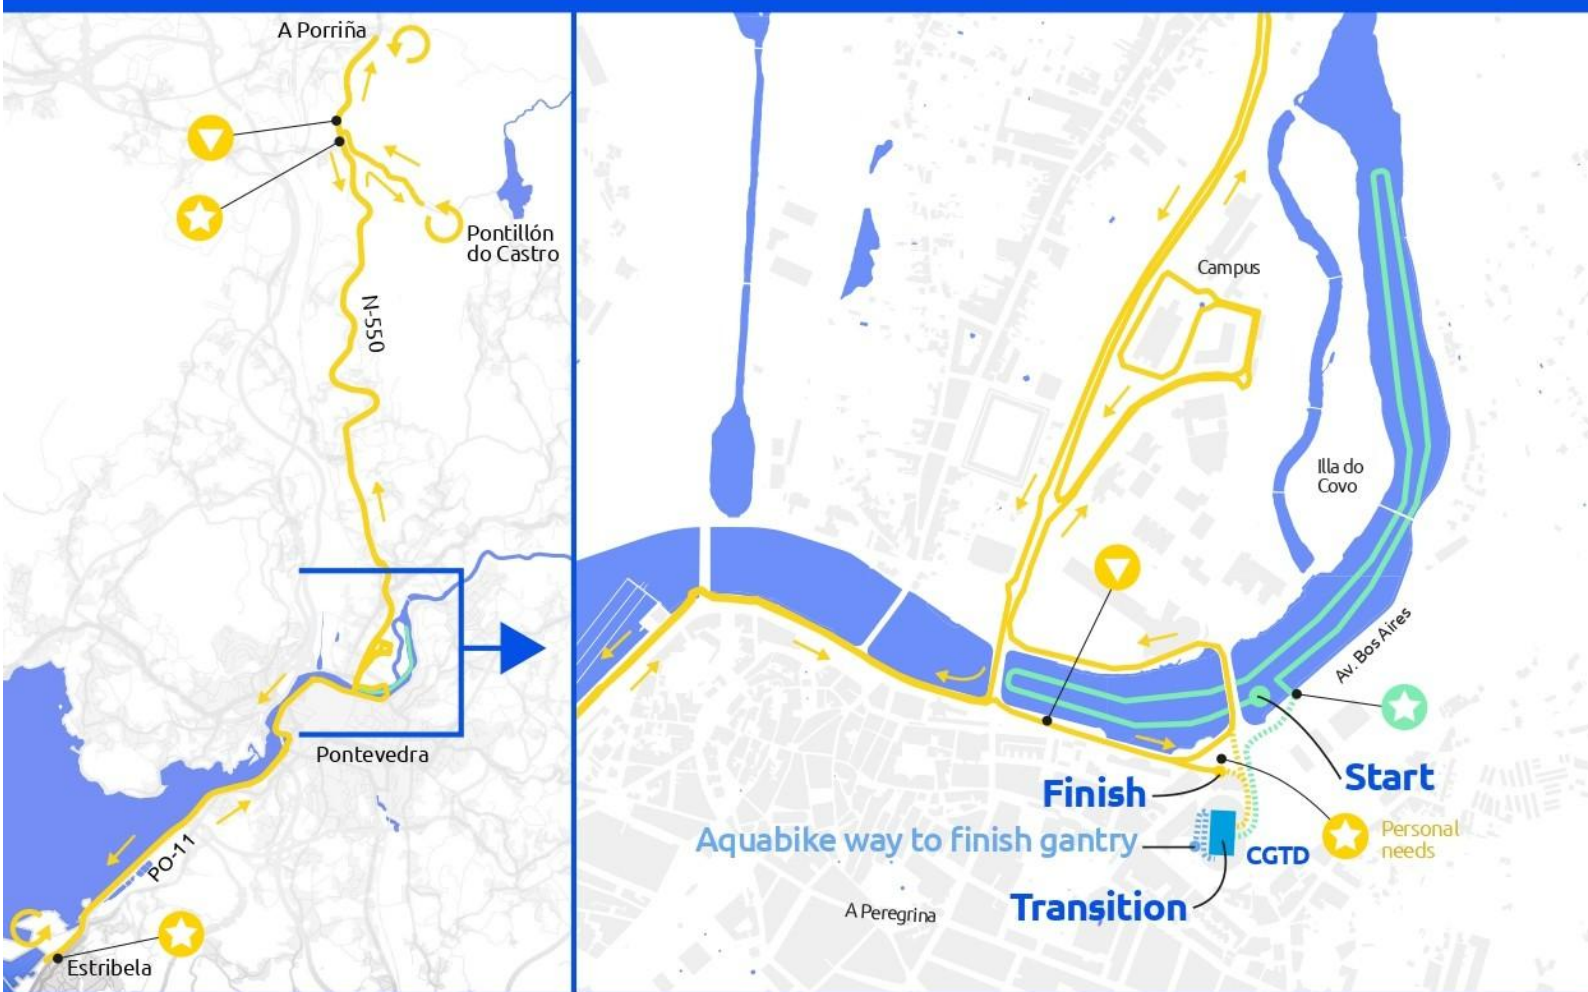 A Porriña
Pontillón
do Castro
N-550
Pontevedra
PO-11
Estribela
Campus
Illa do
Covo
Av. Bos Aires
Start
Finish
Aquabike way to finish gantry
CGTD
Personal
needs
Transition
A Peregrina